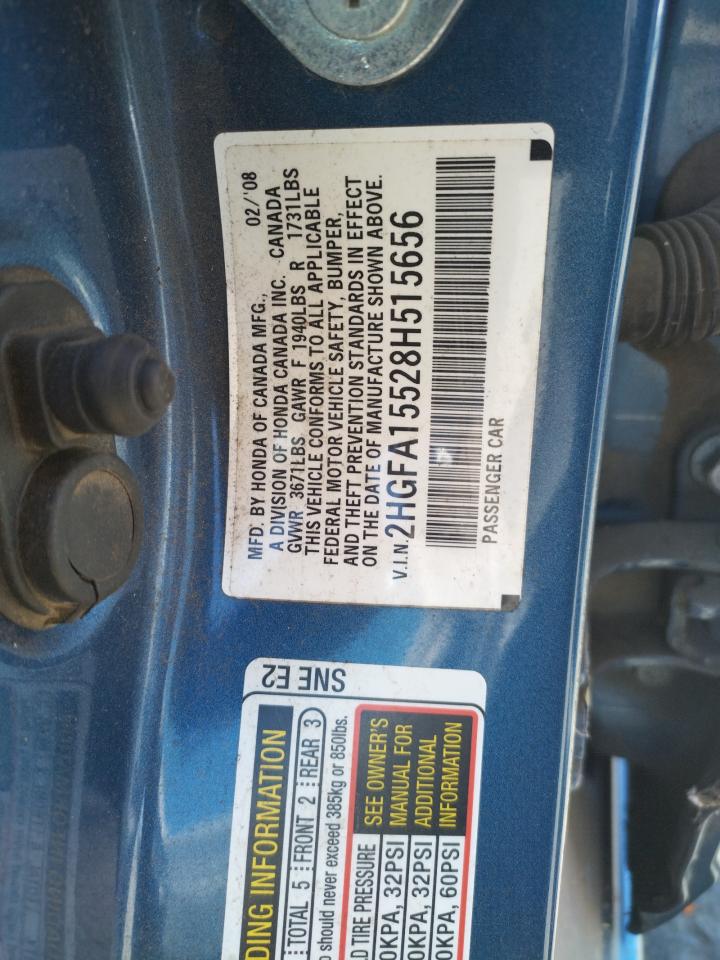 MFD. BY HONDA OF CANADA MFG., 02/'08
A DIVISION OF HONDA CANADA INC. CANADA
GVWR 3671LBS GAWR F 1940LBS R 1731LBS
THIS VEHICLE CONFORMS TO ALL APPLICABLE
FEDERAL MOTOR VEHICLE SAFETY, BUMPER,
AND THEFT PREVENTION STANDARDS IN EFFECT
ON THE DATE OF MANUFACTURE SHOWN ABOVE.
V.I.N. 2HGFA15528H515656
PASSENGER CAR
SNE E2
DING INFORMATION
TOTAL 5 FRONT 2 REAR 3
should never exceed 385kg or 850lbs.
TIRE PRESSURE
0KPA, 32PSI
0KPA, 32PSI
0KPA, 60PSI
SEE OWNER'S
MANUAL FOR
ADDITIONAL
INFORMATION